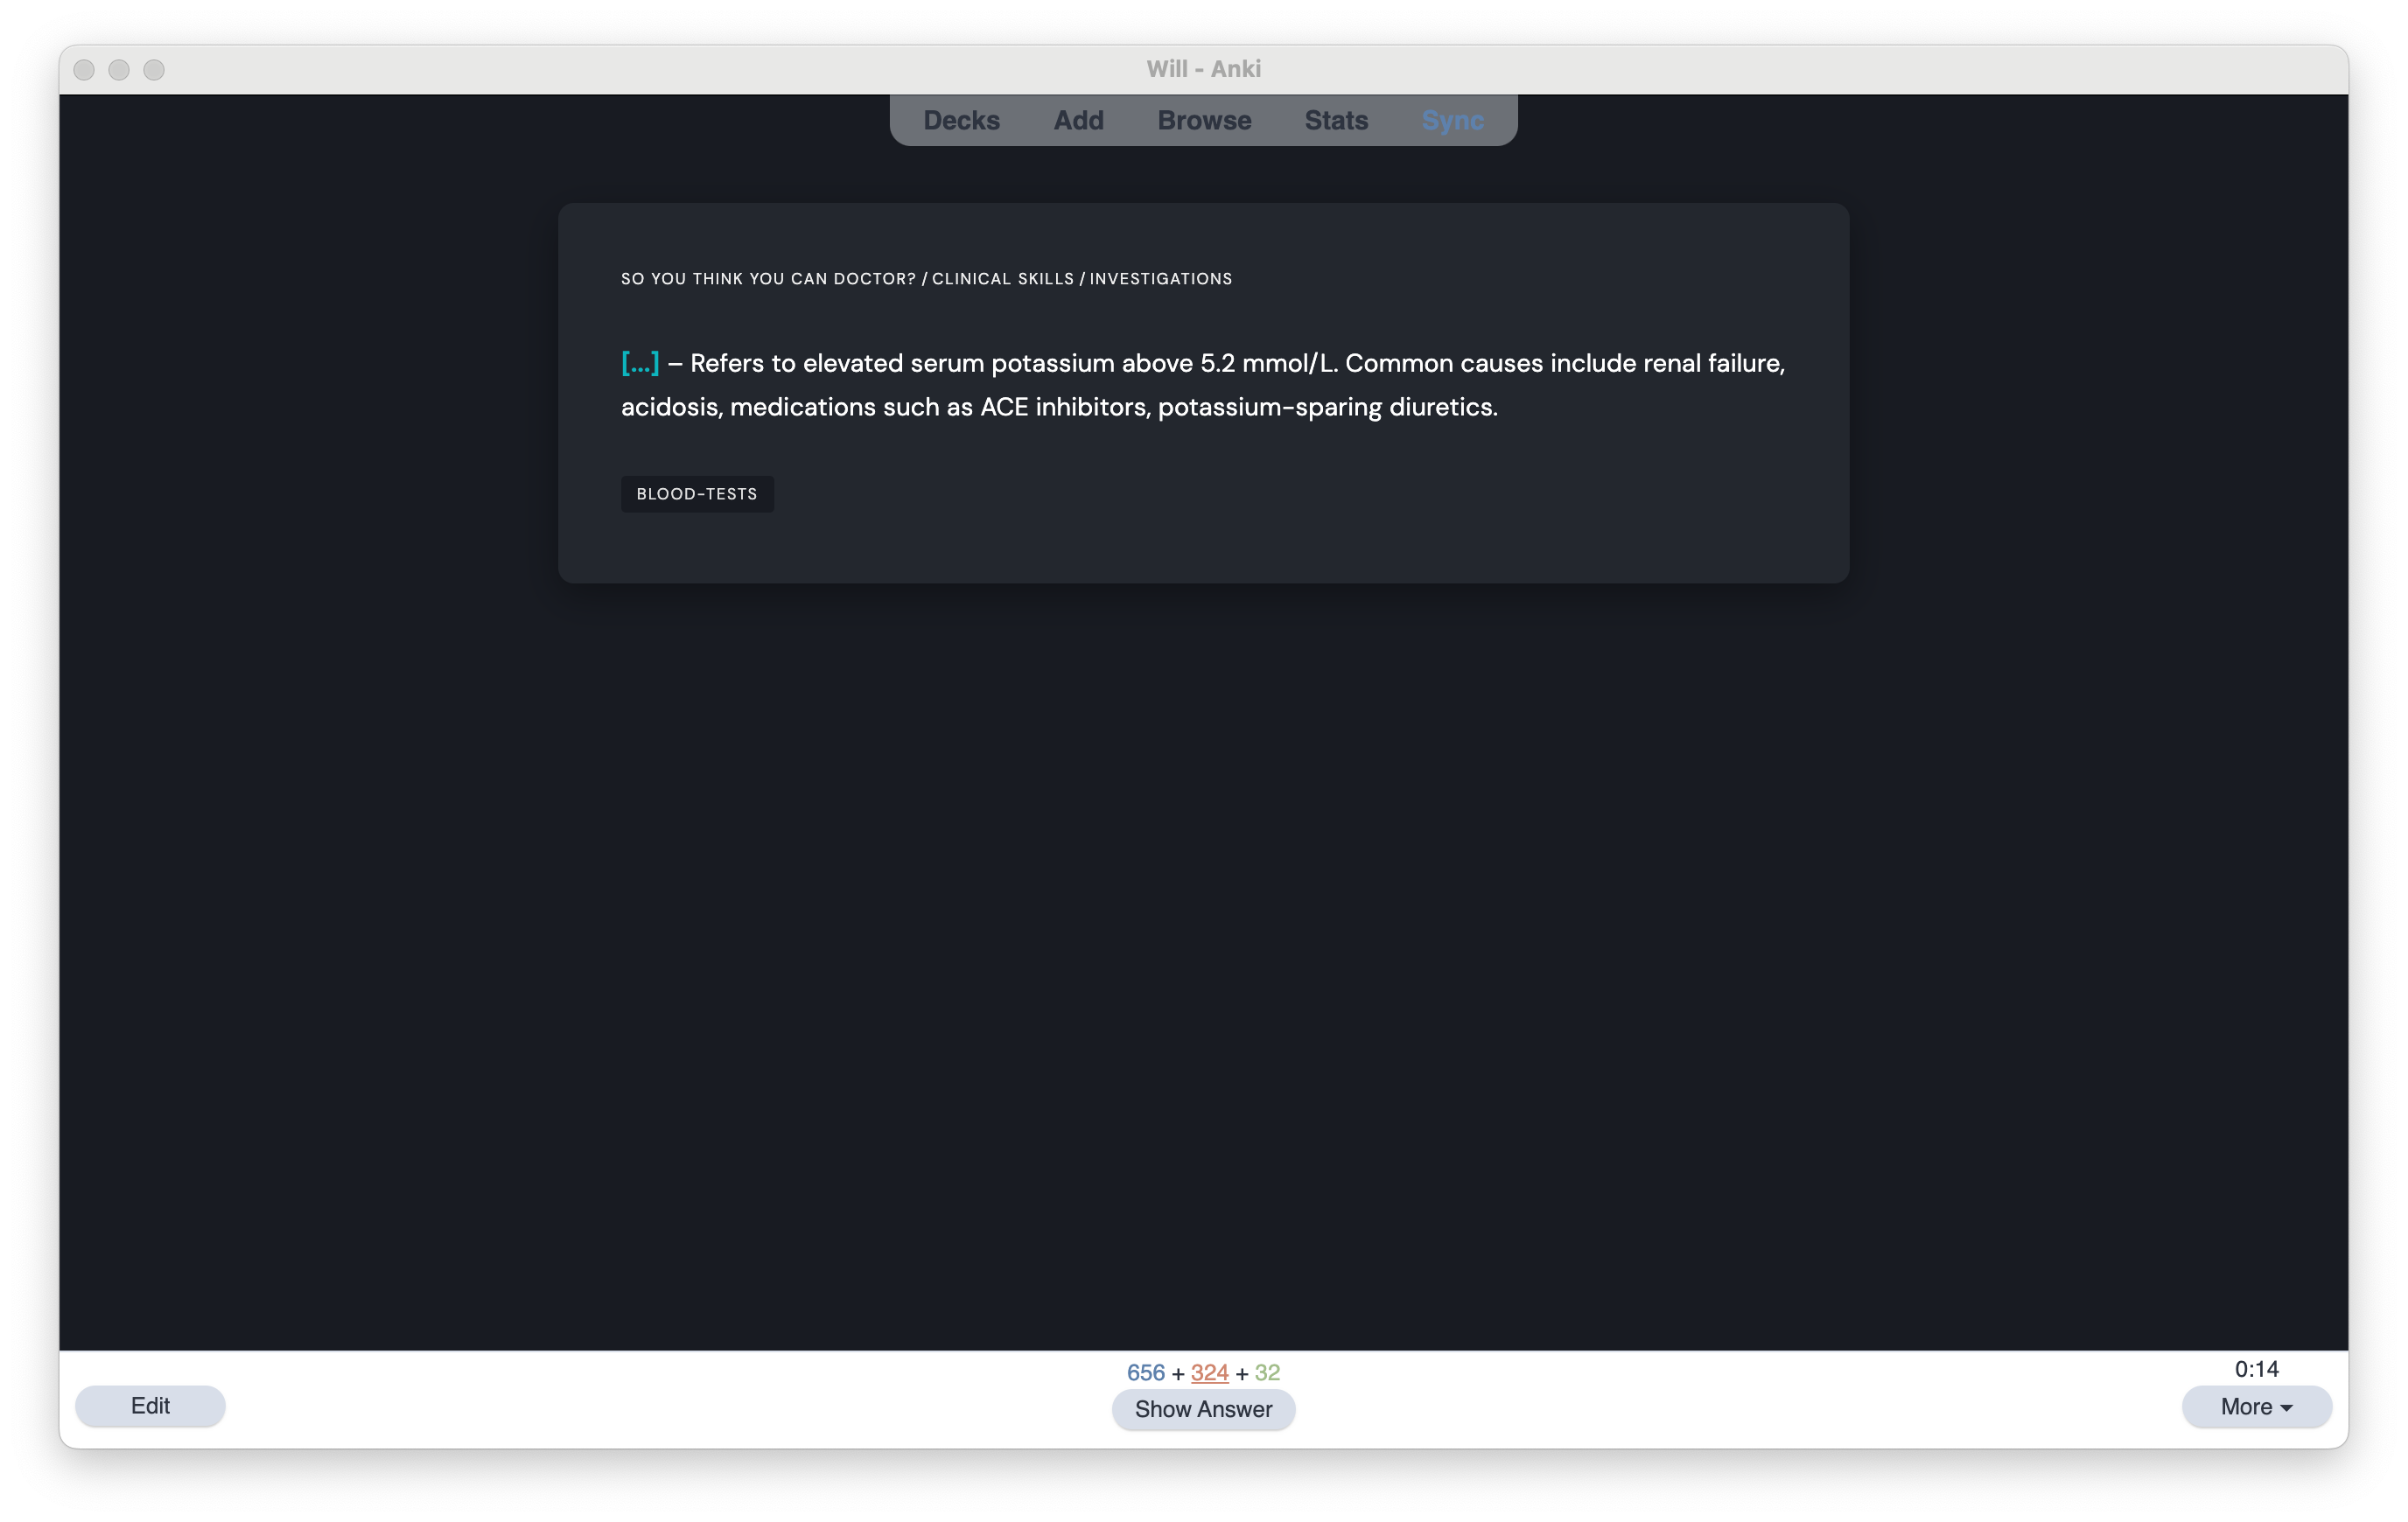 Will - Anki
Decks Add Browse Stats Sync
SO YOU THINK YOU CAN DOCTOR? / CLINICAL SKILLS / INVESTIGATIONS
[...] – Refers to elevated serum potassium above 5.2 mmol/L. Common causes include renal failure,
acidosis, medications such as ACE inhibitors, potassium-sparing diuretics.
BLOOD-TESTS
656 + 324 + 32
0:14
Edit
Show Answer
More